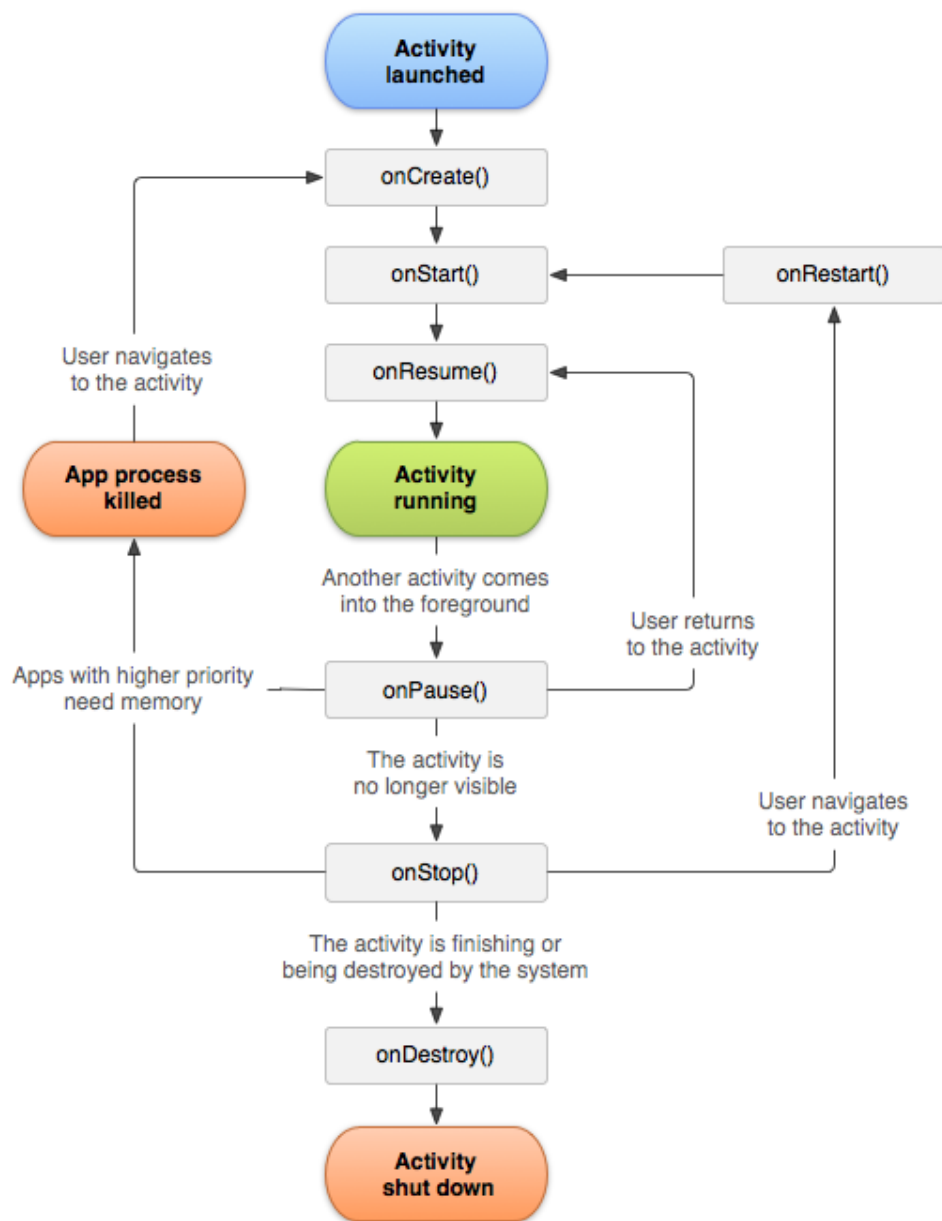 Activity
launched
onCreate()
onStart()
onRestart()
onResume()
User navigates
to the activity
App process
killed
Activity
running
Another activity comes
into the foreground
User returns
to the activity
Apps with higher priority
need memory
onPause()
The activity is
no longer visible
User navigates
to the activity
onStop()
The activity is finishing or
being destroyed by the system
onDestroy()
Activity
shut down